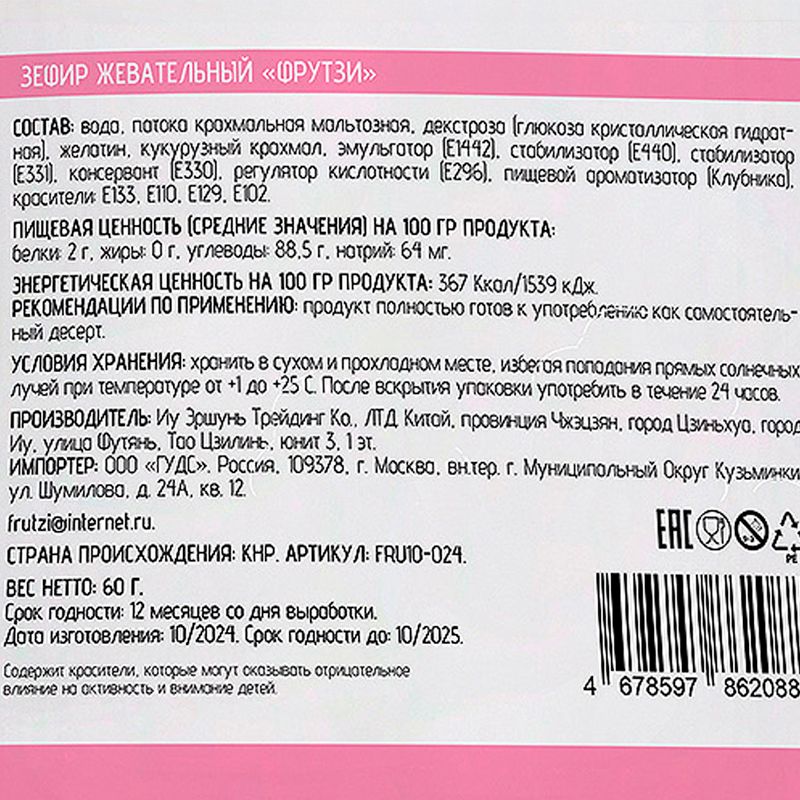 ЗЕФИР ЖЕВАТЕЛЬНЫЙ «ФРУТЗИ»
СОСТАВ: вода, патока крахмальная мальтозная, декстроза (глюкоза кристаллическая гидрат-
ная), желатин, кукурузный крахмал, эмульгатор (Е1442), стабилизатор (Е440), стабилизатор
(Е331), консервант (Е330), регулятор кислотности (Е296), пищевой ароматизатор (Клубника),
красители: Е133, Е110, Е129, Е102.
ПИЩЕВАЯ ЦЕННОСТЬ (СРЕДНИЕ ЗНАЧЕНИЯ) НА 100 ГР ПРОДУКТА:
белки: 2 г, жиры: 0 г, углеводы: 88,5 г, натрий: 64 мг.
ЭНЕРГЕТИЧЕСКАЯ ЦЕННОСТЬ НА 100 ГР ПРОДУКТА: 367 Ккал/1539 кДж.
РЕКОМЕНДАЦИИ ПО ПРИМЕНЕНИЮ: продукт полностью готов к употреблению как самостоятель-
ный десерт.
УСЛОВИЯ ХРАНЕНИЯ: хранить в сухом и прохладном месте, избегая попадания прямых солнечных
лучей при температуре от +1 до +25 С. После вскрытия упаковки употребить в течение 24 часов.
ПРОИЗВОДИТЕЛЬ: Иу Эршунь Трейдинг Ко., ЛТД Китай, провинция Чжэцзян, город Цзиньхуа, город
Иу, улица Футянь, Тао Цзилинь, юнит 3, 1 эт.
ИМПОРТЕР: ООО «ГУДС». Россия, 109378, г. Москва, вн.тер. г. Муниципальный Округ Кузьминки
ул. Шумилова, д. 24А, кв. 12.
frutzi@internet.ru.
EAC
СТРАНА ПРОИСХОЖДЕНИЯ: КНР. АРТИКУЛ: FRU10-024.
PE
ВЕС НЕТТО: 60 Г.
Срок годности: 12 месяцев со дня выработки.
Дата изготовления: 10/2024. Срок годности до: 10/2025.
Содержит красители, которые могут оказывать отрицательное
влияние на активность и внимание детей.
4 678597 862088